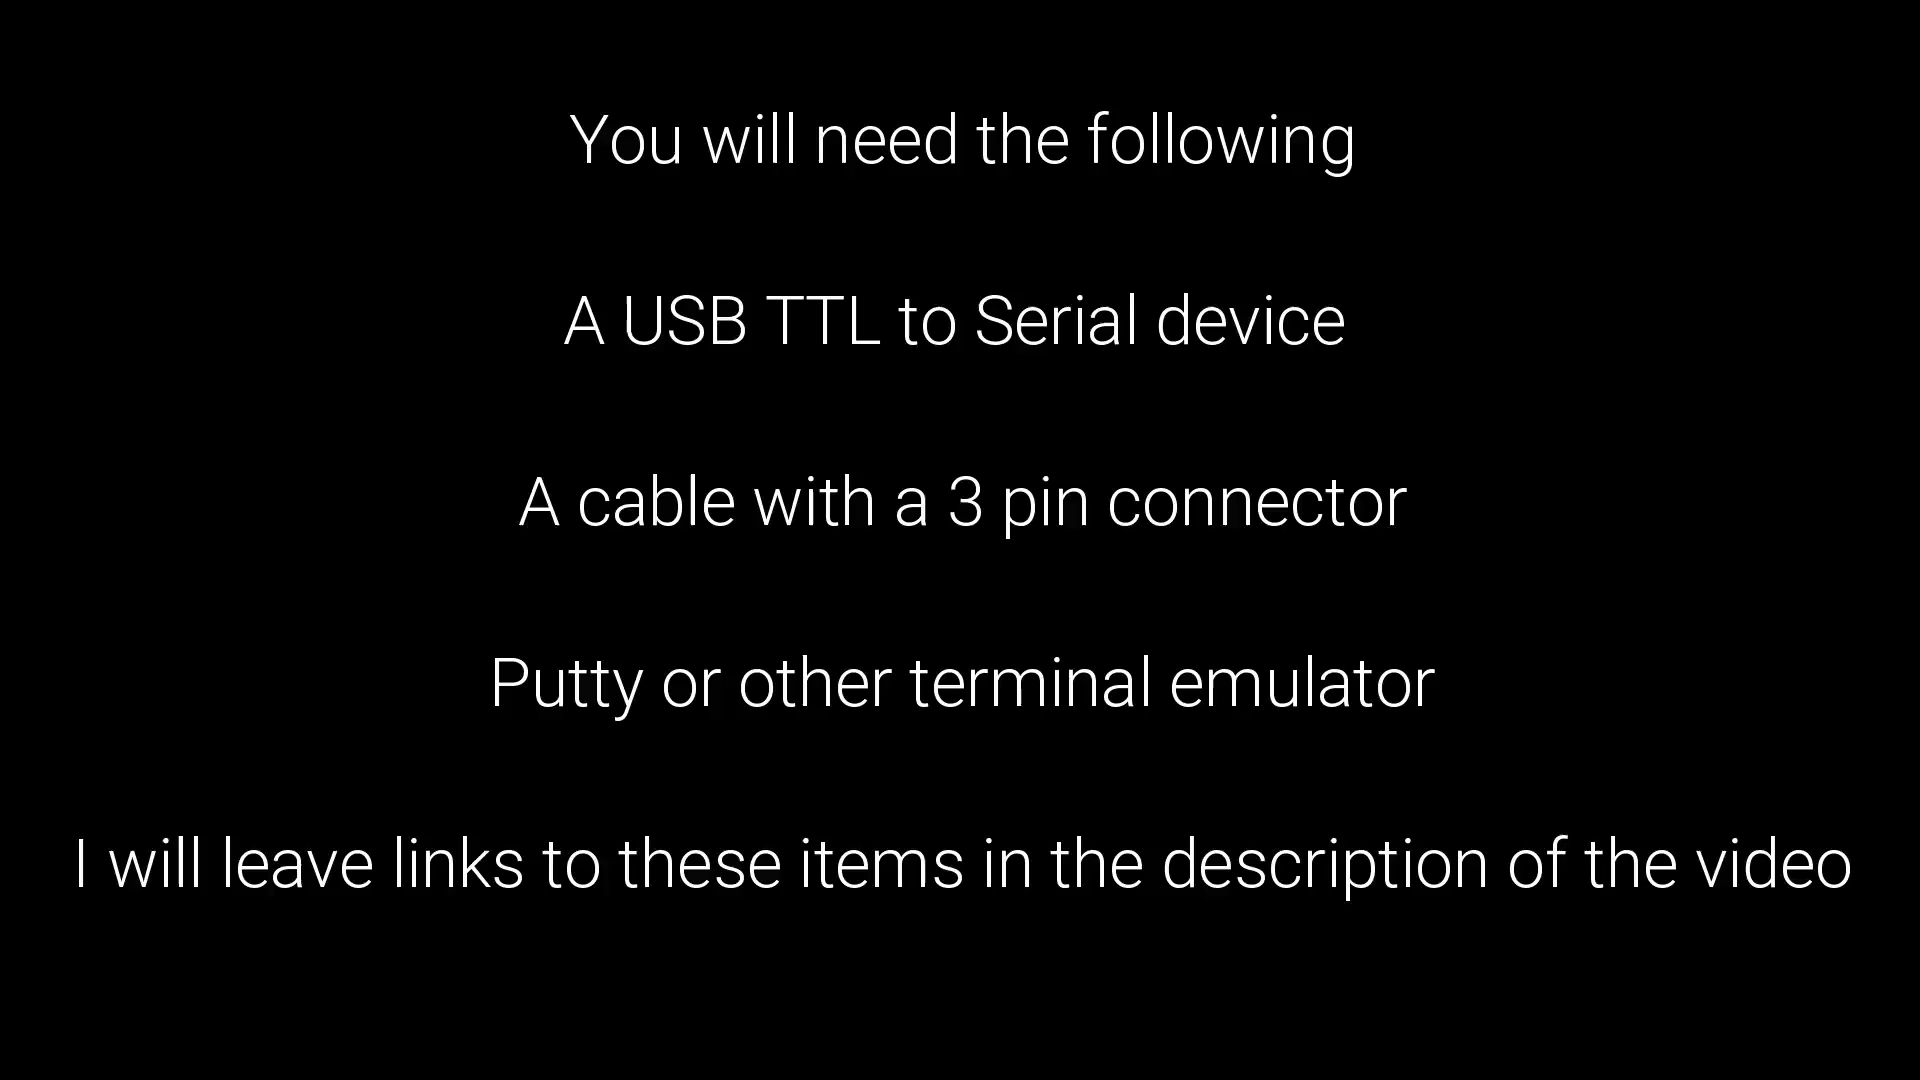 You will need the following
A USB TTL to Serial device
A cable with a 3 pin connector
Putty or other terminal emulator
I will leave links to these items in the description of the video